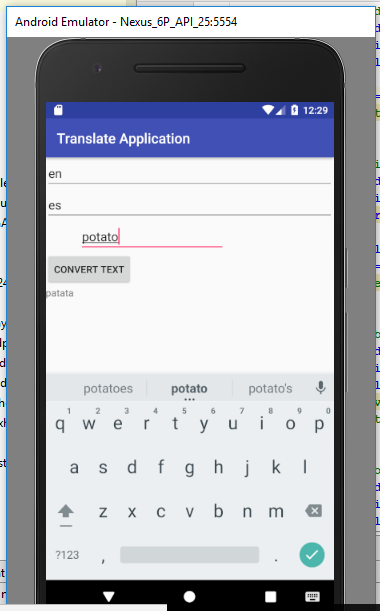 Android Emulator - Nexus_6P_API_25:5554
12:29
Translate Application
en
es
potato
CONVERT TEXT
patata
potatoes potato potato's
1 2 3 4 5 6 7 8 9 0
q w e r t y u i o p
a s d f g h j k l
z x c v b n m
?123 , .